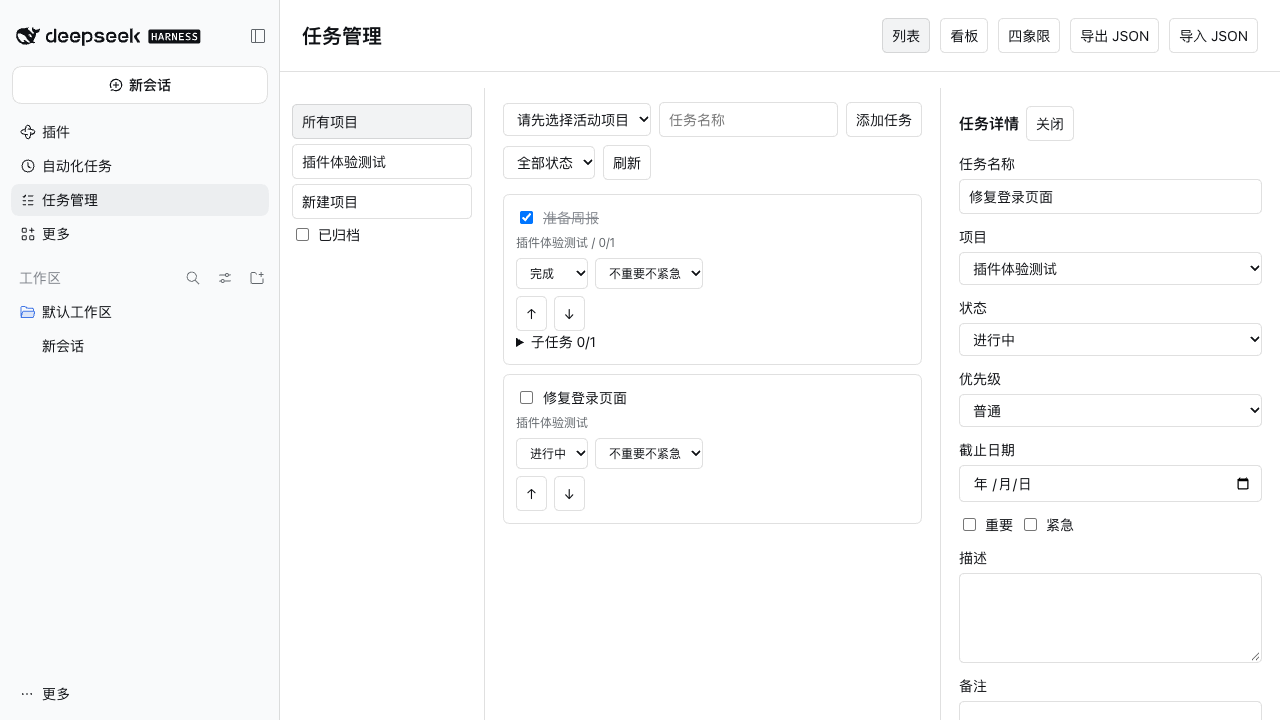 deepseek HARNESS
新会话
插件
自动化任务
任务管理
更多
工作区
默认工作区
新会话
更多
任务管理
列表
看板
四象限
导出 JSON
导入 JSON
所有项目
插件体验测试
新建项目
已归档
请先选择活动项目
任务名称
添加任务
全部状态
刷新
准备周报
插件体验测试 / 0/1
完成
不重要不紧急
↑
↓
子任务 0/1
修复登录页面
插件体验测试
进行中
不重要不紧急
↑
↓
任务详情
关闭
任务名称
修复登录页面
项目
插件体验测试
状态
进行中
优先级
普通
截止日期
年 /月/日
重要
紧急
描述
备注